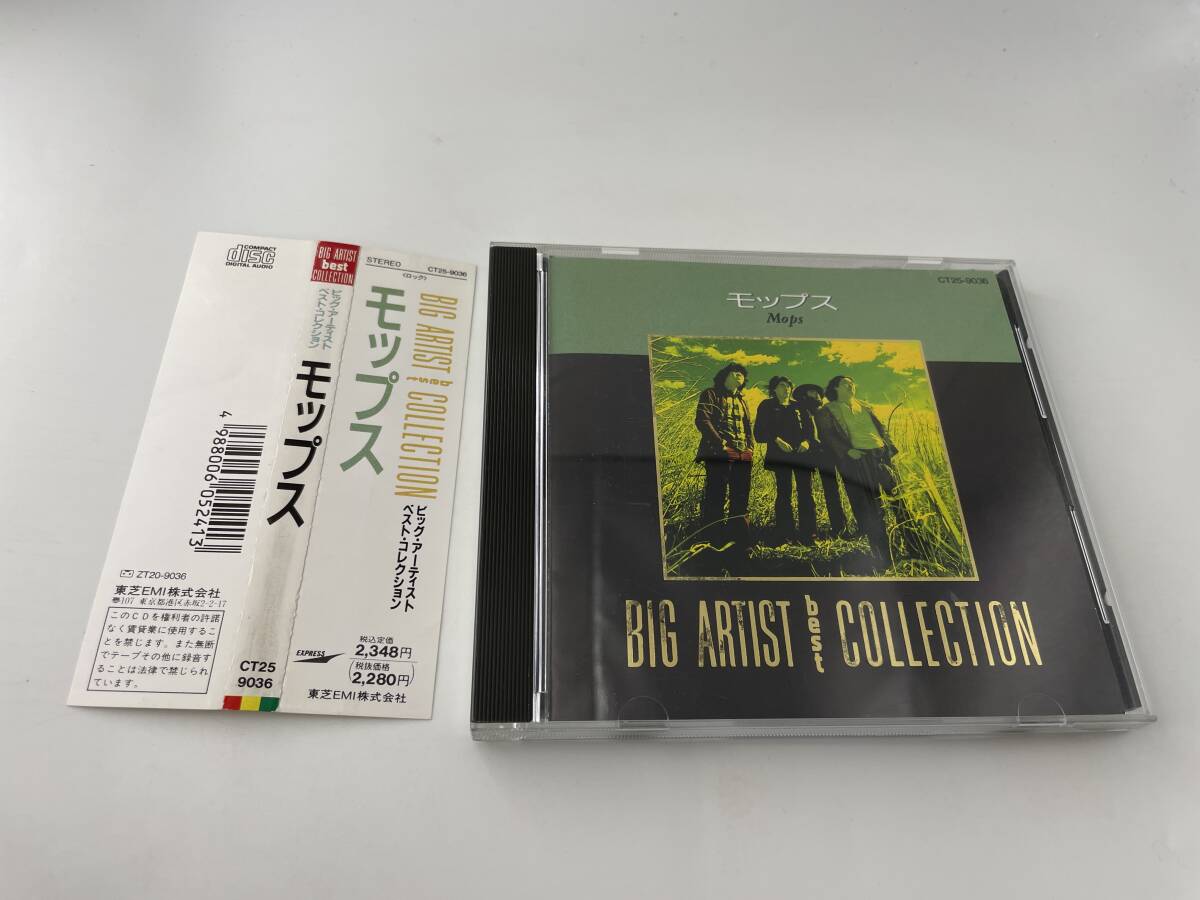 COMPACT
disc
DIGITAL AUDIO
4 988006 052413
ZT20-9036
東芝EMI株式会社
〠107 東京都港区赤坂2-2-17
このCDを権利者の許諾
なく賃貸業に使用するこ
とを禁じます。また無断
でテープその他に録音す
ることは法律で禁じられ
ています。
BIG ARTIST
best
COLLECTION
ビッグ・アーティスト
ベスト・コレクション
モップス
CT25
9036
STEREO
CT25-9036
〈ロック〉
モップス
BIG ARTIST best COLLECTION
ビッグ・アーティスト
ベスト・コレクション
EXPRESS
税込定価
2,348円
(税抜価格
2,280円)
東芝EMI株式会社
CT25-9036
モップス
Mops
BIG ARTIST best COLLECTION